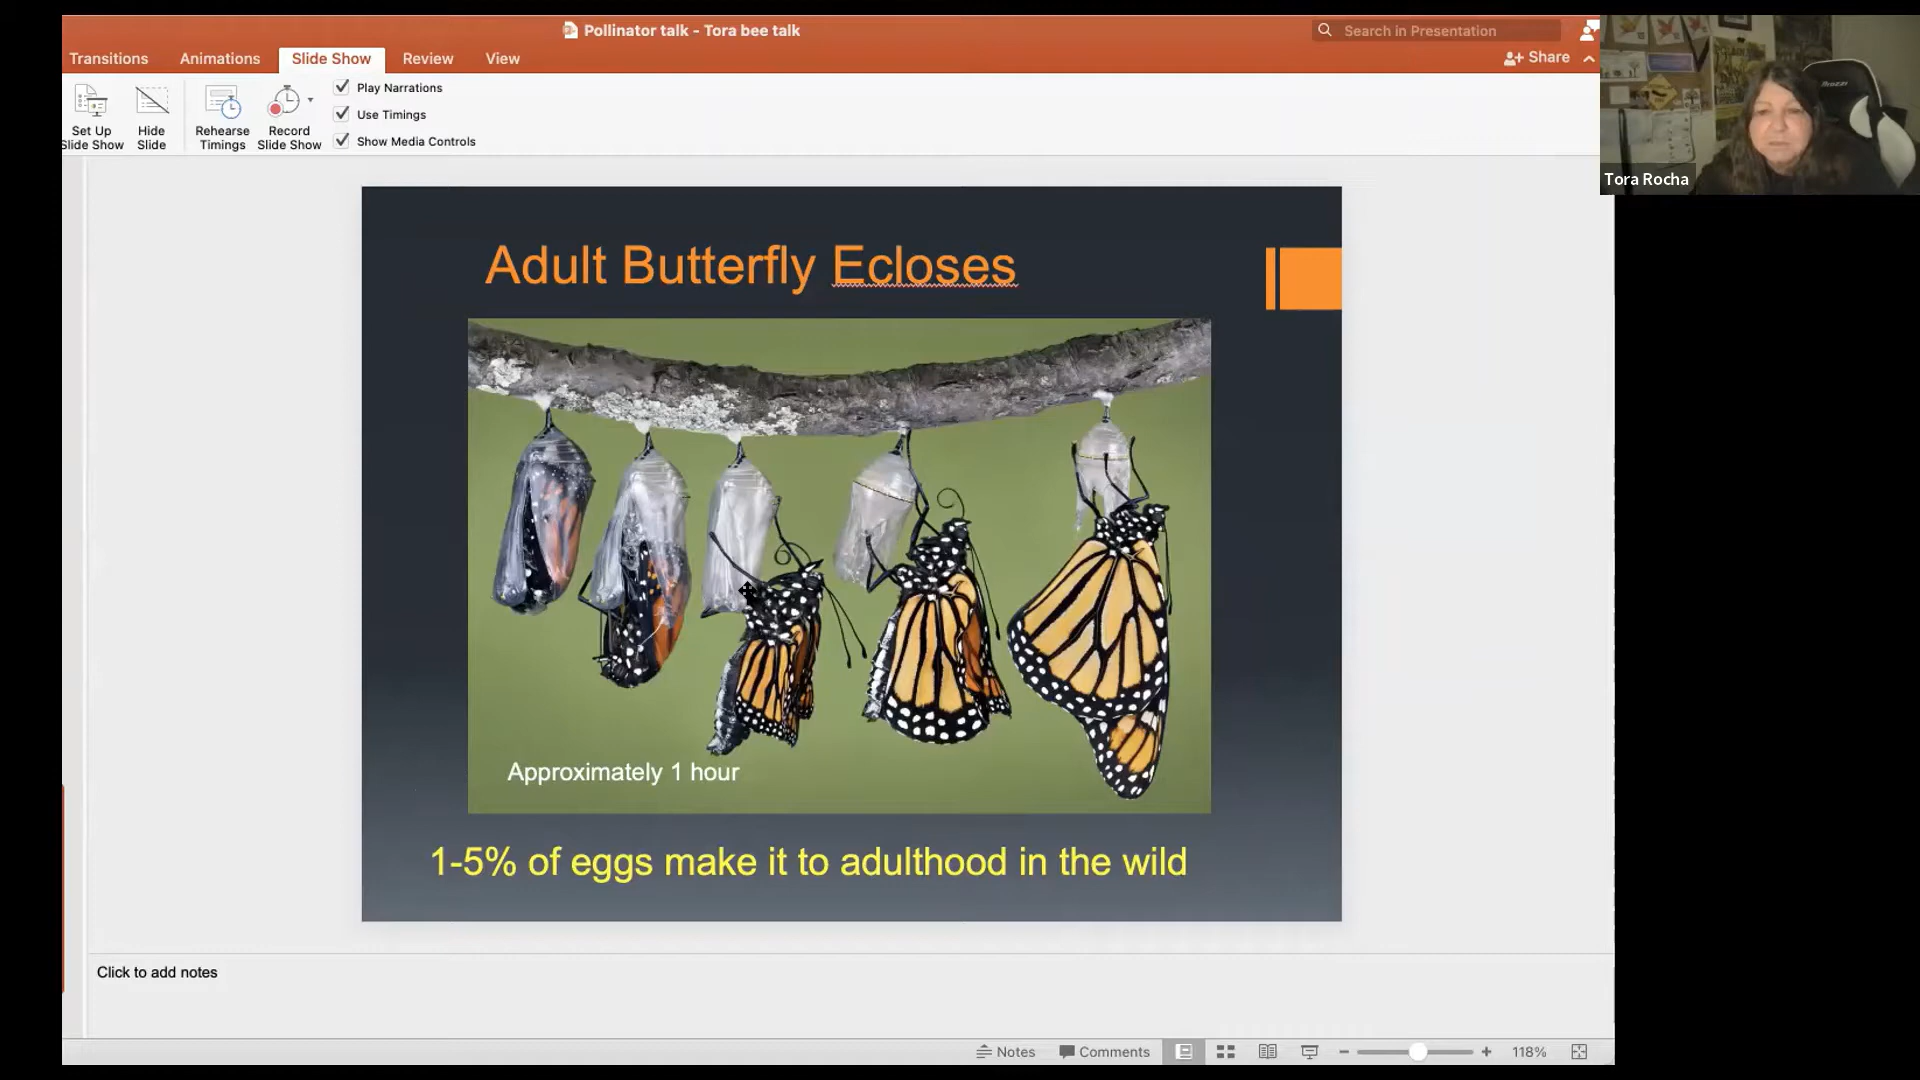 Pollinator talk - Tora bee talk
Search in Presentation
Transitions
Animations
Slide Show
Review
View
Share
Set Up
Slide Show
Hide
Slide
Rehearse
Timings
Record
Slide Show
Play Narrations
Use Timings
Show Media Controls
Tora Rocha
Adult Butterfly Ecloses
Approximately 1 hour
1-5% of eggs make it to adulthood in the wild
Click to add notes
Notes
Comments
118%